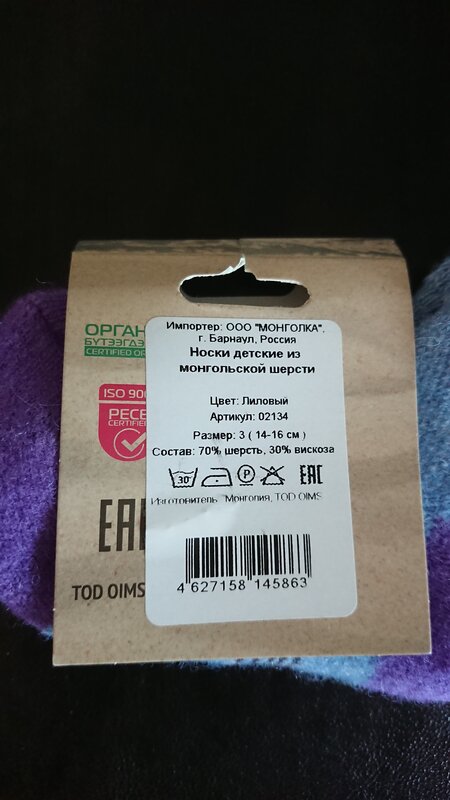 ОРГАН
БҮТЭЭГДЭ
CERTIFIED OR
ISO 900
PECB
CERTIFIED
EAC
TOD OIMS
Импортер: ООО "МОНГОЛКА",
г. Барнаул, Россия
Носки детские из
монгольской шерсти
Цвет: Лиловый
Артикул: 02134
Размер: 3 ( 14-16 см )
Состав: 70% шерсть, 30% вискоза
30 P EAC
Изготовитель: Монголия, TOD OIMS
4 627158 145863